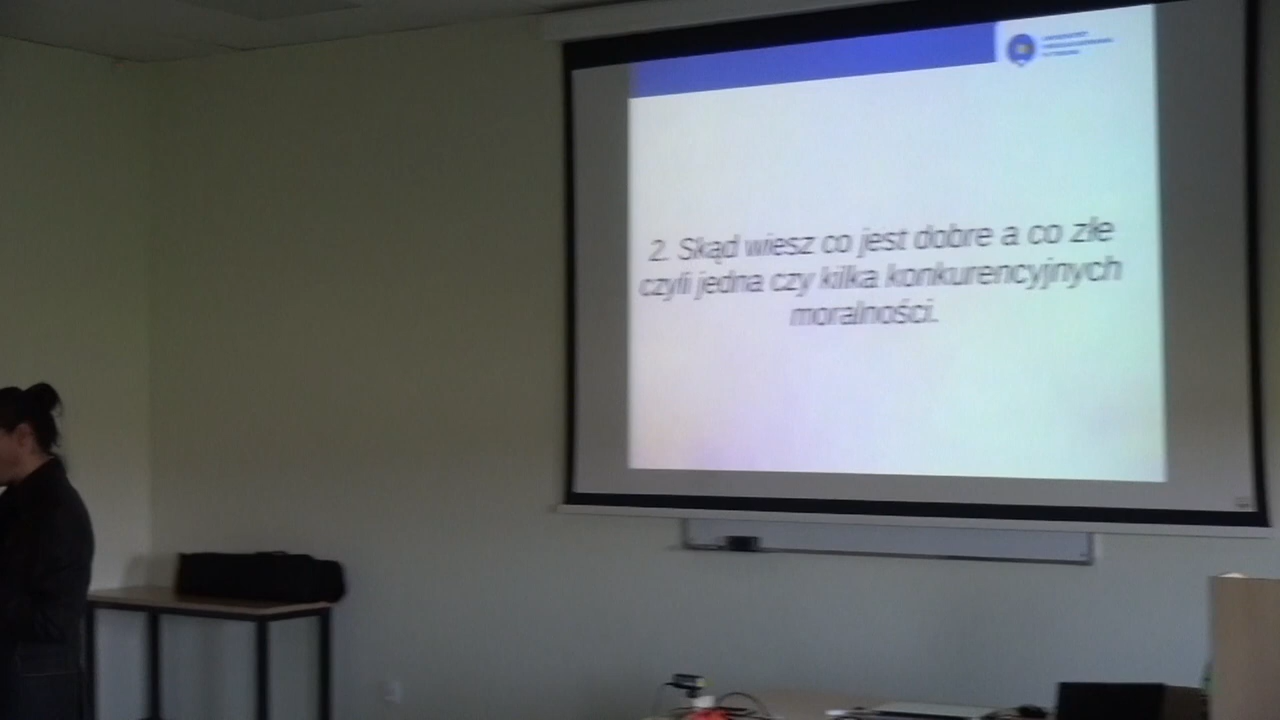 2. Skąd wiesz co jest dobre a co złe
czyli jedna czy kilka konkurencyjnych
moralności.